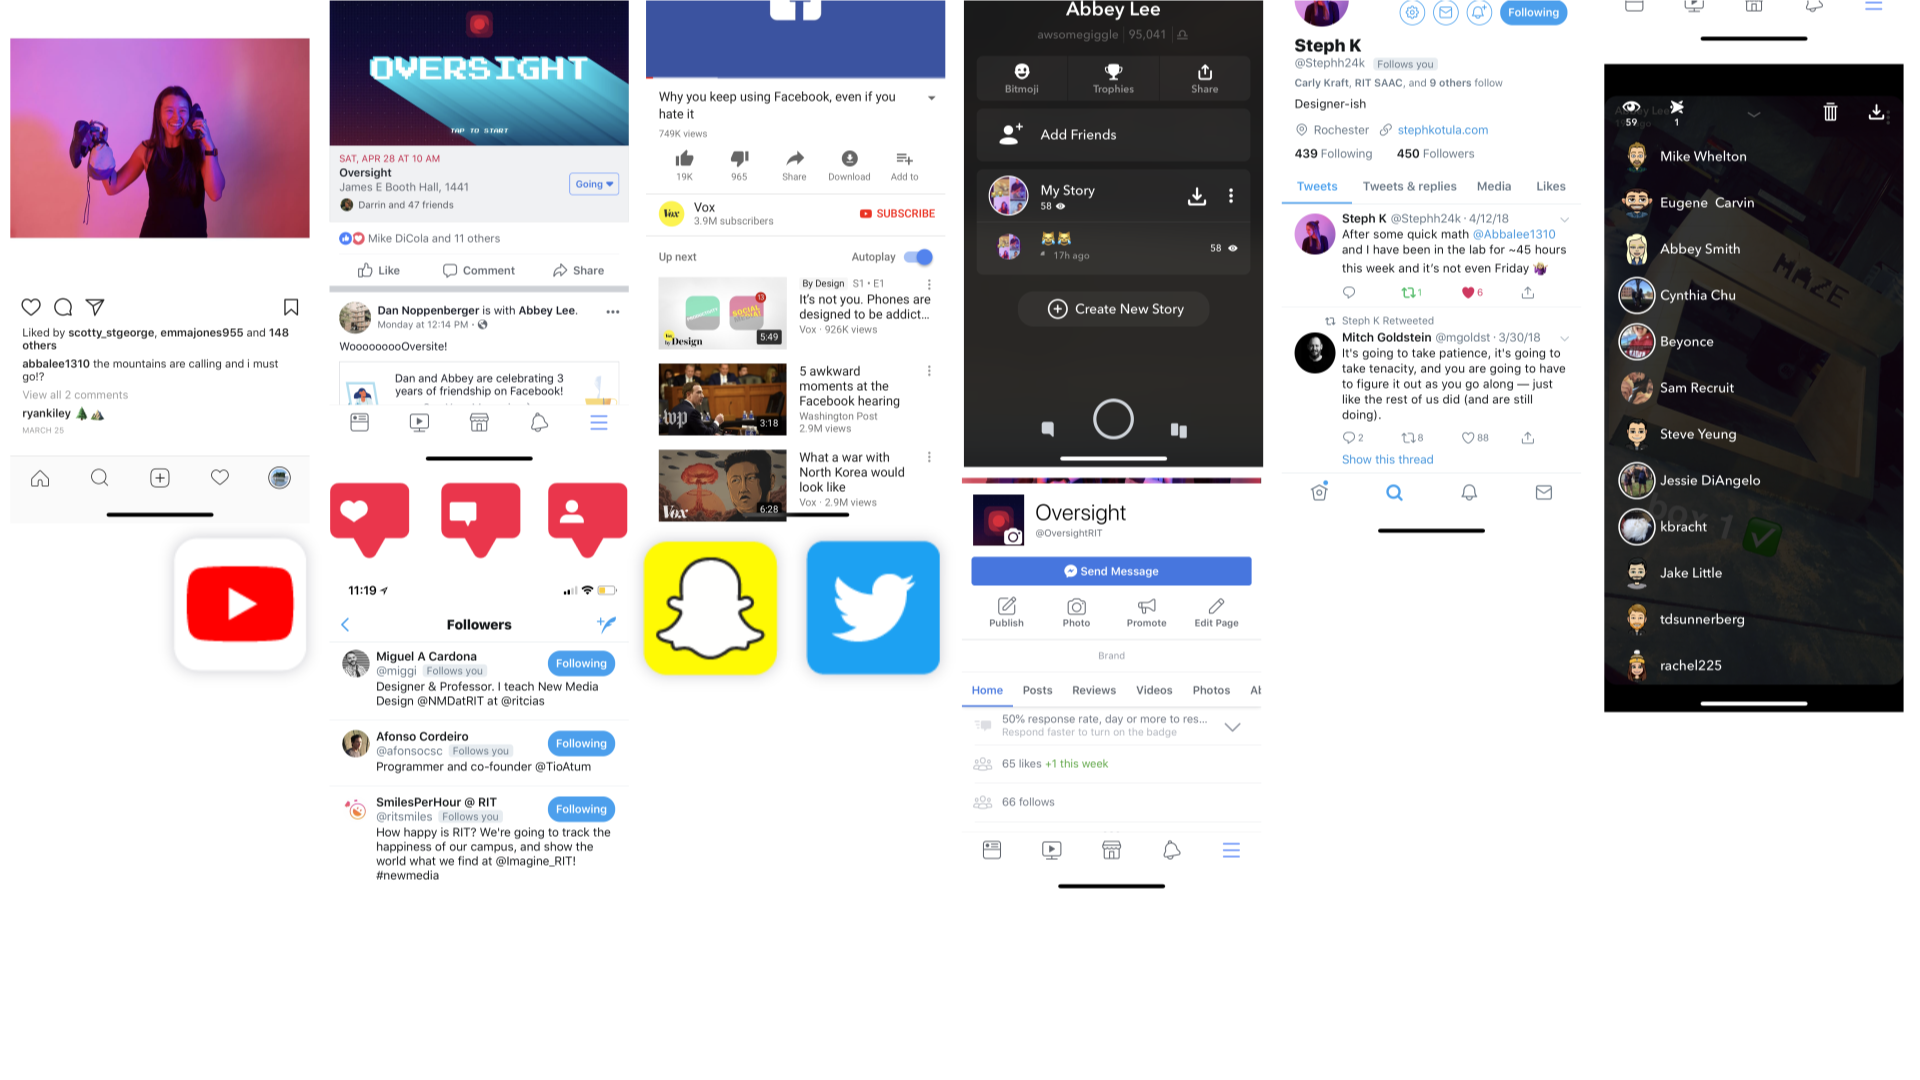 Liked by scotty_stgeorge, emmajones955 and 148
others
abbalee1310 the mountains are calling and i must
go!?
View all 2 comments
ryankiley
MARCH 25
OVERSIGHT
TAP TO START
SAT, APR 28 AT 10 AM
Oversight
James E Booth Hall, 1441
Going
Darrin and 47 friends
Mike DiCola and 11 others
Like
Comment
Share
Dan Noppenberger is with Abbey Lee.
Monday at 12:14 PM
WooooooooOversite!
Dan and Abbey are celebrating 3
years of friendship on Facebook!
11:19
Followers
Miguel A Cardona
Following
@miggi Follows you
Designer & Professor. I teach New Media
Design @NMDatRIT at @ritcias
Afonso Cordeiro
Following
@afonsocsc Follows you
Programmer and co-founder @TioAtum
SmilesPerHour @ RIT
Following
@ritsmiles Follows you
How happy is RIT? We're going to track the
happiness of our campus, and show the
world what we find at @Imagine_RIT!
#newmedia
Why you keep using Facebook, even if you
hate it
749K views
19K
965
Share
Download
Add to
Vox
Vox
3.9M subscribers
SUBSCRIBE
Up next
Autoplay
By Design S1 • E1
It's not you. Phones are
designed to be addict...
Vox · 926K views
by Design
5:49
5 awkward
moments at the
Facebook hearing
Washington Post
2.9M views
wp
3:18
What a war with
North Korea would
look like
Vox · 2.9M views
Vox
6:28
Abbey Lee
awsomegiggle 95,041
Bitmoji
Trophies
Share
Add Friends
My Story
58
17h ago
58
Create New Story
Oversight
@OversightRIT
Send Message
Publish
Photo
Promote
Edit Page
Brand
Home
Posts
Reviews
Videos
Photos
Al
50% response rate, day or more to res...
Respond faster to turn on the badge
65 likes +1 this week
66 follows
Following
Steph K
@Stephh24k Follows you
Carly Kraft, RIT SAAC, and 9 others follow
Designer-ish
Rochester stephkotula.com
439 Following 450 Followers
Tweets
Tweets & replies
Media
Likes
Steph K @Stephh24k · 4/12/18
After some quick math @Abbalee1310
and I have been in the lab for ~45 hours
this week and it's not even Friday
1
6
Steph K Retweeted
Mitch Goldstein @mgoldst · 3/30/18
It's going to take patience, it's going to
take tenacity, and you are going to have
to figure it out as you go along — just
like the rest of us did (and are still
doing).
2
8
88
Show this thread
Abbey Lee
59
1
Mike Whelton
Eugene Carvin
Abbey Smith
Cynthia Chu
Beyonce
Sam Recruit
Steve Yeung
Jessie DiAngelo
kbracht
Jake Little
tdsunnerberg
rachel225
MAZE